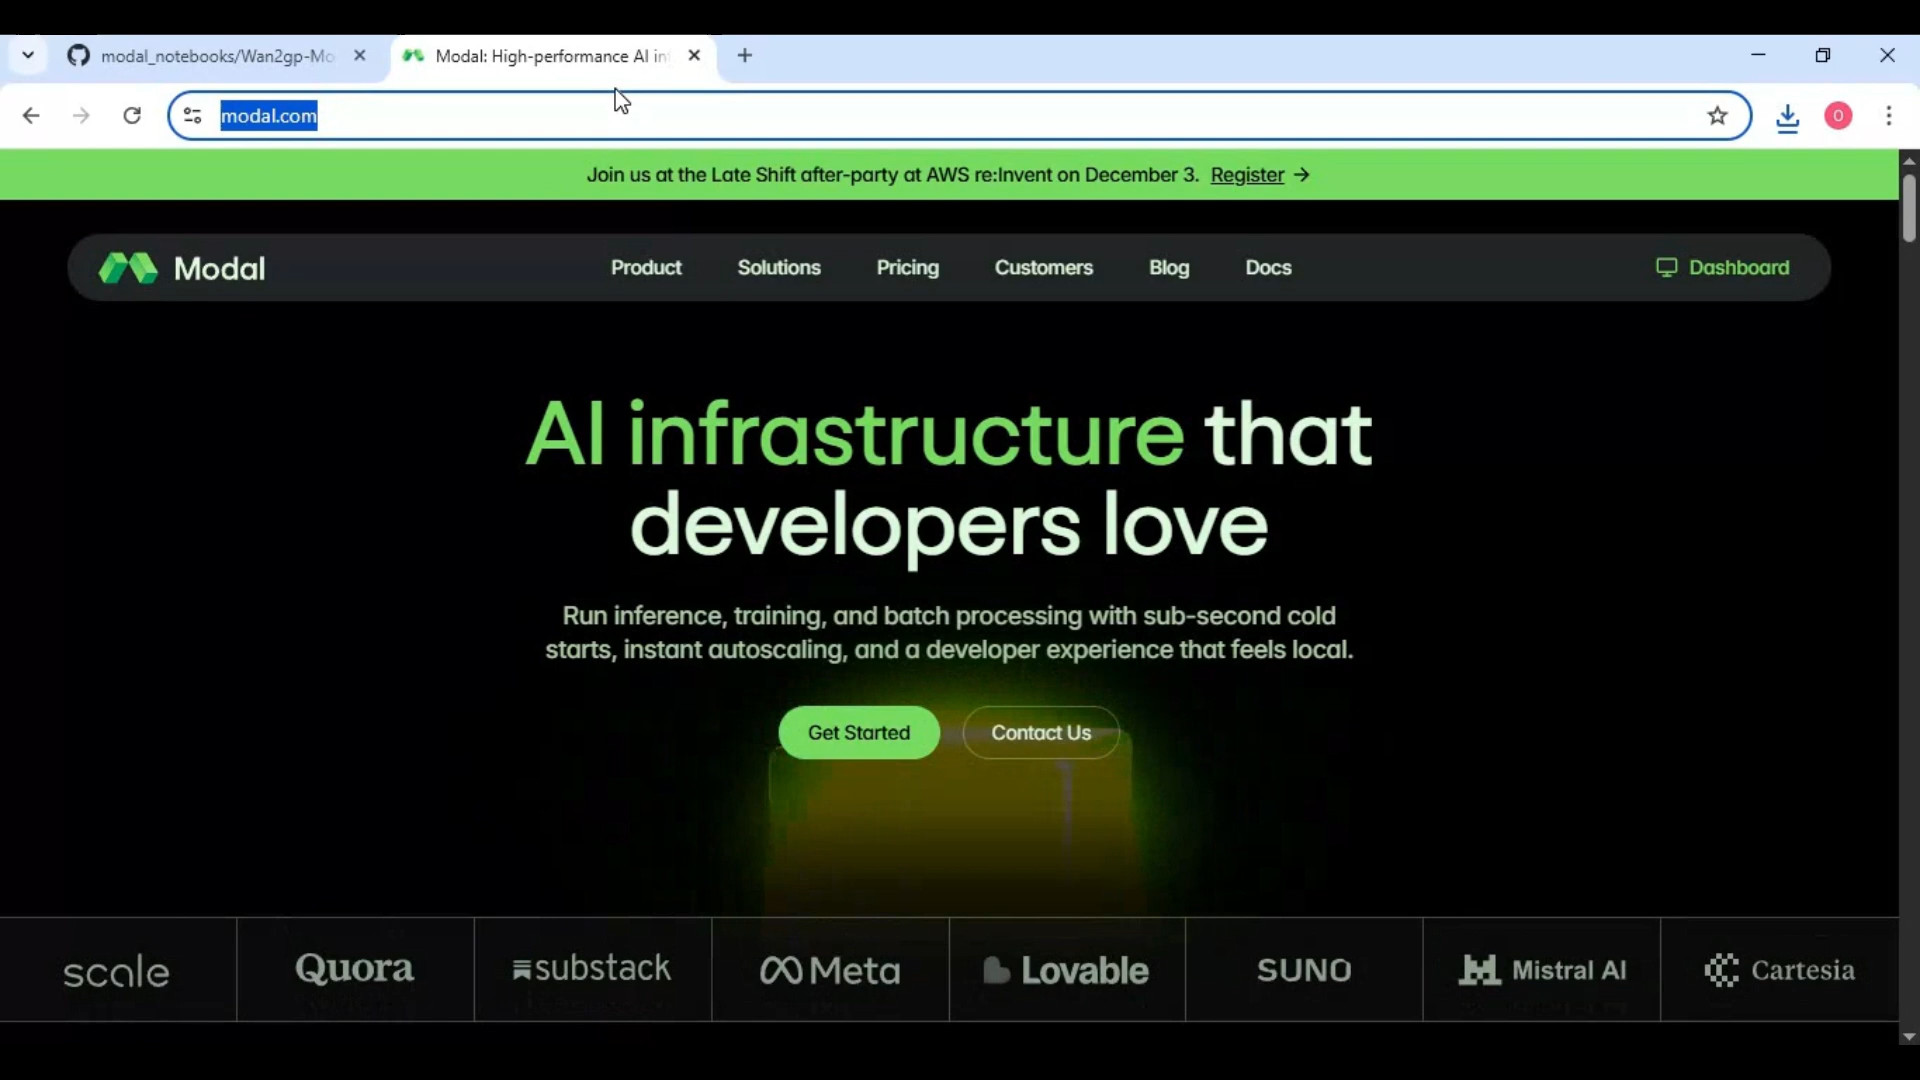 modal_notebooks/Wan2gp-Mo
Modal: High-performance AI in
modal.com
O
Join us at the Late Shift after-party at AWS re:Invent on December 3. Register →
Modal
Product
Solutions
Pricing
Customers
Blog
Docs
Dashboard
AI infrastructure that
developers love
Run inference, training, and batch processing with sub-second cold
starts, instant autoscaling, and a developer experience that feels local.
Get Started
Contact Us
scale
Quora
substack
Meta
Lovable
SUNO
Mistral AI
Cartesia